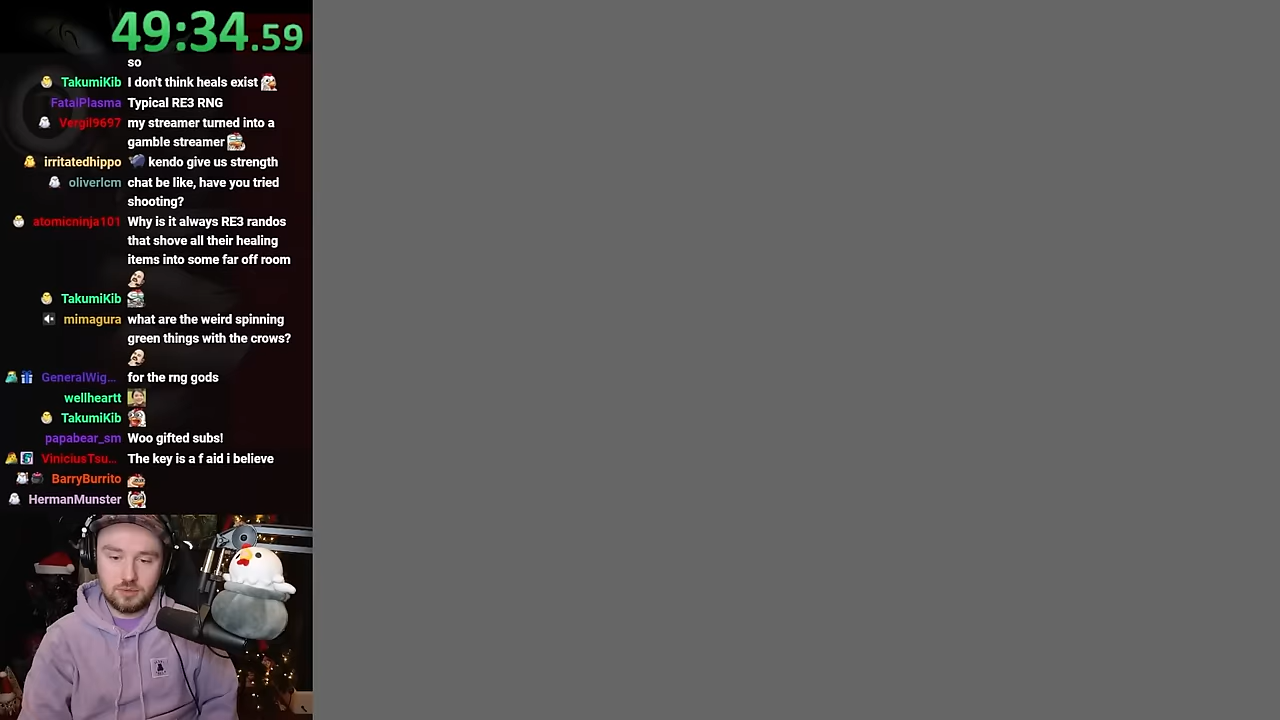 49:34.59
so
TakumiKib I don't think heals exist
FatalPlasma Typical RE3 RNG
Vergil9697 my streamer turned into a
gamble streamer
irritatedhippo kendo give us strength
oliverlcm chat be like, have you tried
shooting?
atomicninja101 Why is it always RE3 randos
that shove all their healing
items into some far off room
TakumiKib
mimagura what are the weird spinning
green things with the crows?
GeneralWig... for the rng gods
wellheartt
TakumiKib
papabear_sm Woo gifted subs!
ViniciusTsu... The key is a f aid i believe
BarryBurrito
HermanMunster